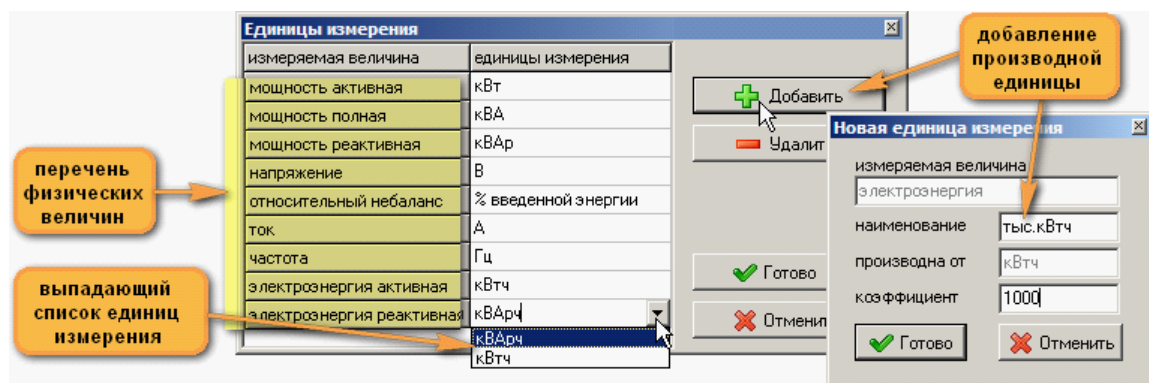 Единицы измерения
добавление
производной
единицы
измеряемая величина единицы измерения
мощность активная кВт
Добавить
мощность полная кВА
Новая единица измерения
мощность реактивная кВАр
Удалит
перечень
физических
величин
напряжение В
измеряемая величина
электроэнергия
относительный небаланс % введенной энергии
ток А
наименование тыс.кВтч
частота Гц
производна от кВтч
Готово
электроэнергия активная кВтч
выпадающий
список единиц
измерения
коэффициент 1000
электроэнергия реактивная кВАрч
Отменит
кВАрч
кВтч
Готово Отменить